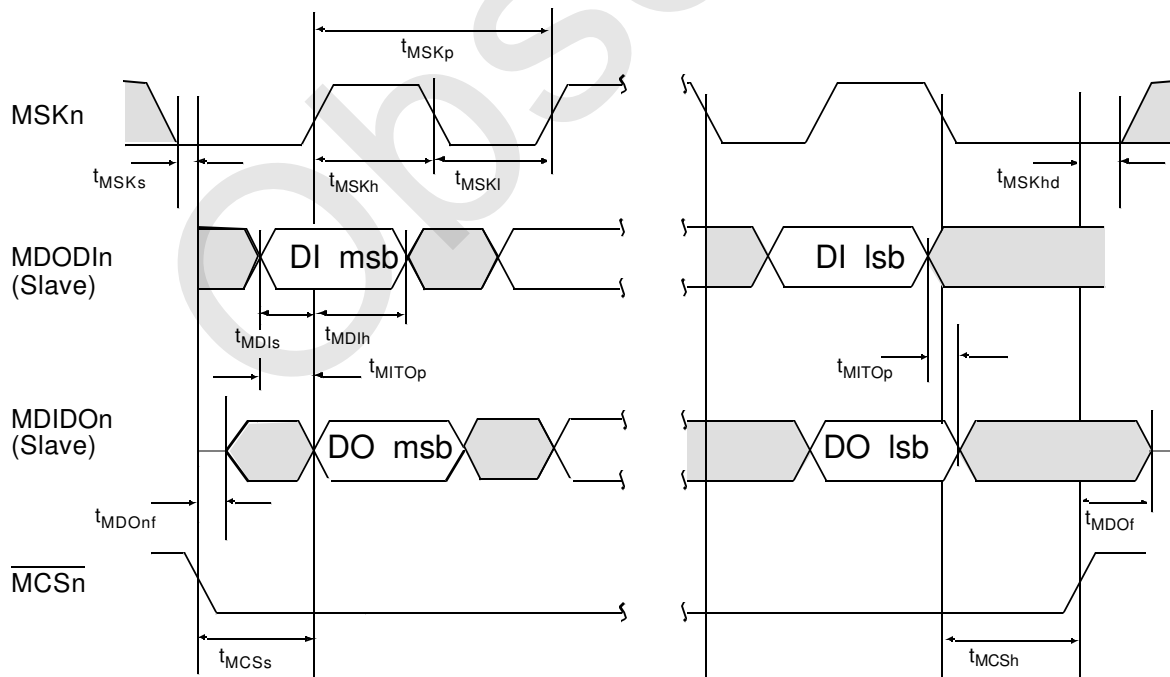 tMSKp
MSKn
tMSKs
tMSKh
tMSKl
tMSKhd
MDODIn
(Slave)
DI msb
DI lsb
tMDIs
tMDIh
tMITOp
tMITOp
MDIDOn
(Slave)
DO msb
DO lsb
tMDOnf
tMDOf
MCSn
tMCSs
tMCSh